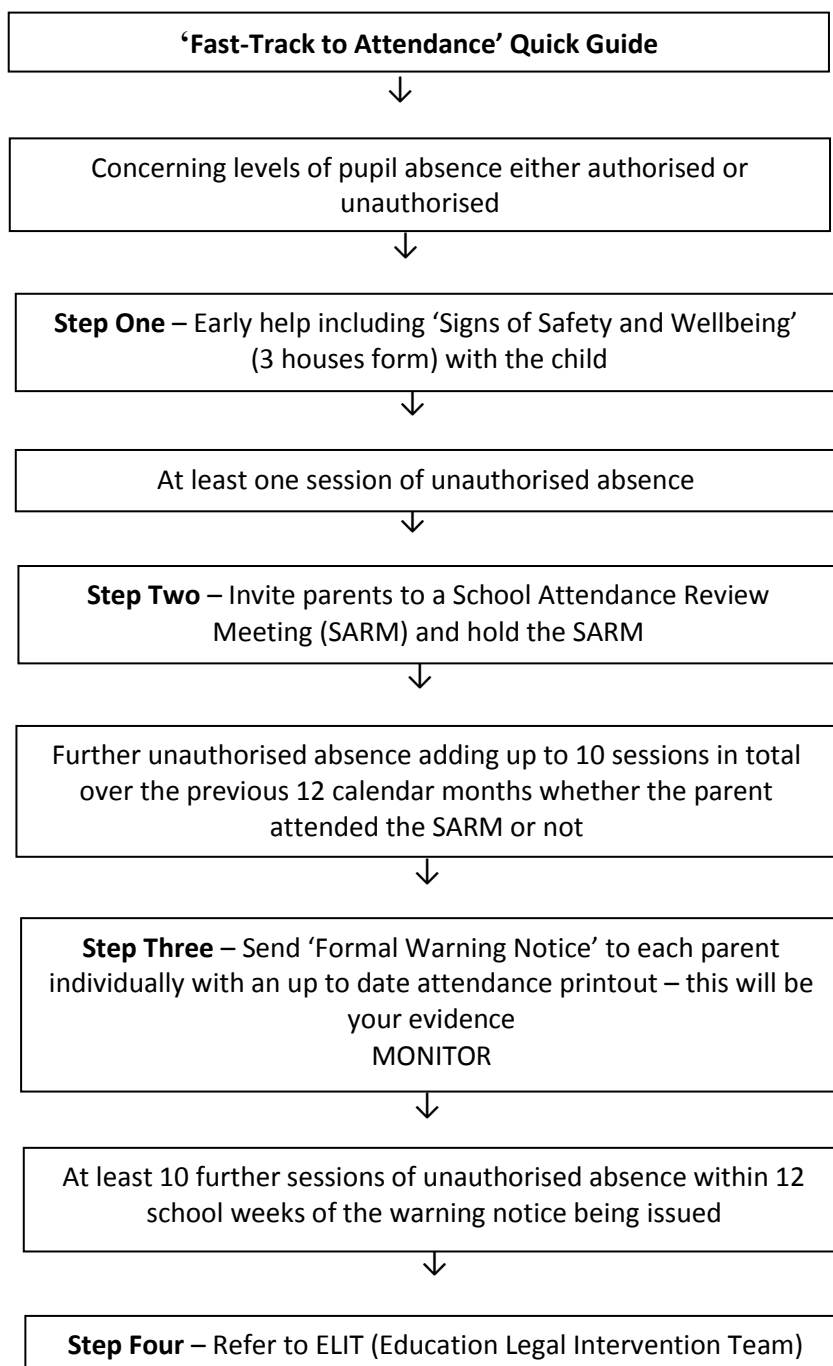 ‘Fast-Track to Attendance’ Quick Guide
Concerning levels of pupil absence either authorised or
unauthorised
Step One – Early help including ‘Signs of Safety and Wellbeing’
(3 houses form) with the child
At least one session of unauthorised absence
Step Two – Invite parents to a School Attendance Review
Meeting (SARM) and hold the SARM
Further unauthorised absence adding up to 10 sessions in total
over the previous 12 calendar months whether the parent
attended the SARM or not
Step Three – Send ‘Formal Warning Notice’ to each parent
individually with an up to date attendance printout – this will be
your evidence
MONITOR
At least 10 further sessions of unauthorised absence within 12
school weeks of the warning notice being issued
Step Four – Refer to ELIT (Education Legal Intervention Team)